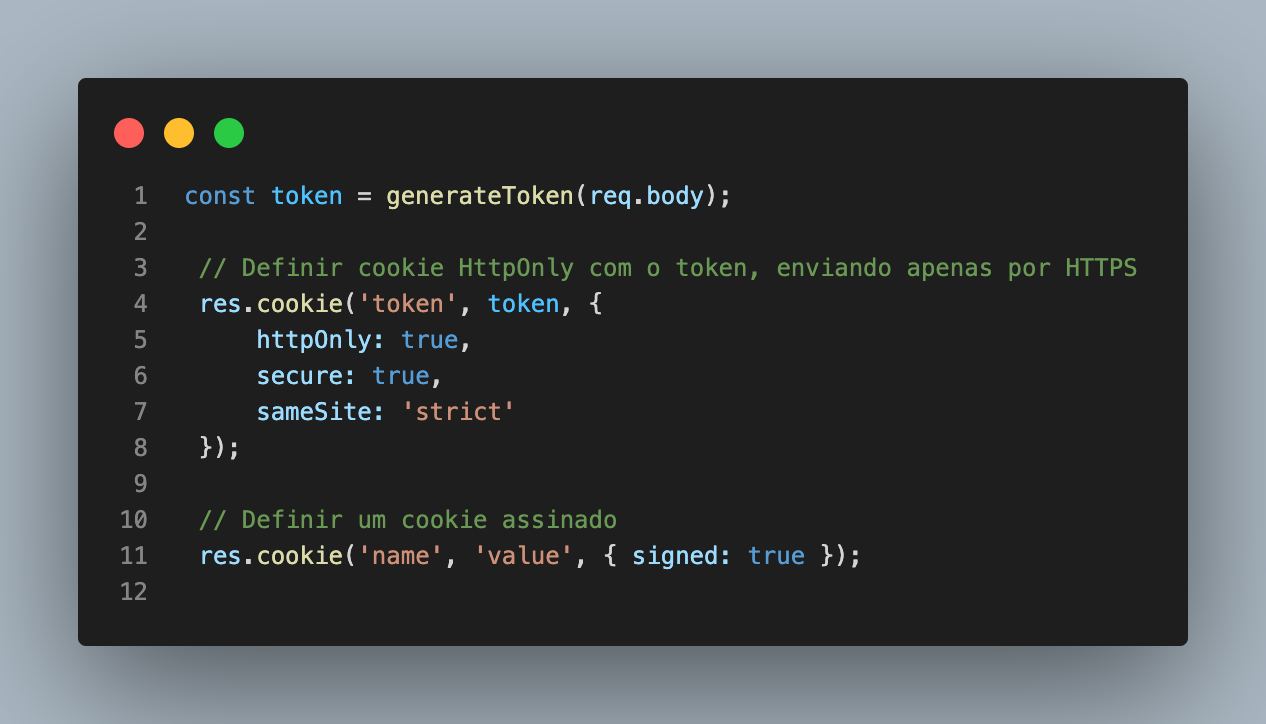 1 const token = generateToken(req.body);
2
3 // Definir cookie HttpOnly com o token, enviando apenas por HTTPS
4 res.cookie('token', token, {
5 httpOnly: true,
6 secure: true,
7 sameSite: 'strict'
8 });
9
10 // Definir um cookie assinado
11 res.cookie('name', 'value', { signed: true });
12